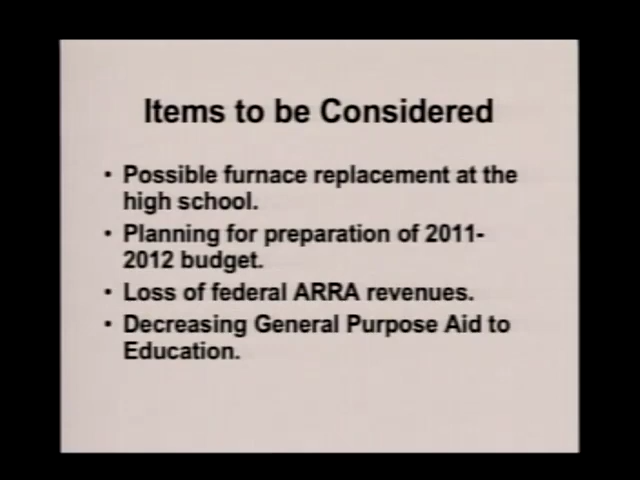 Items to be Considered
• Possible furnace replacement at the
high school.
• Planning for preparation of 2011-
2012 budget.
• Loss of federal ARRA revenues.
• Decreasing General Purpose Aid to
Education.